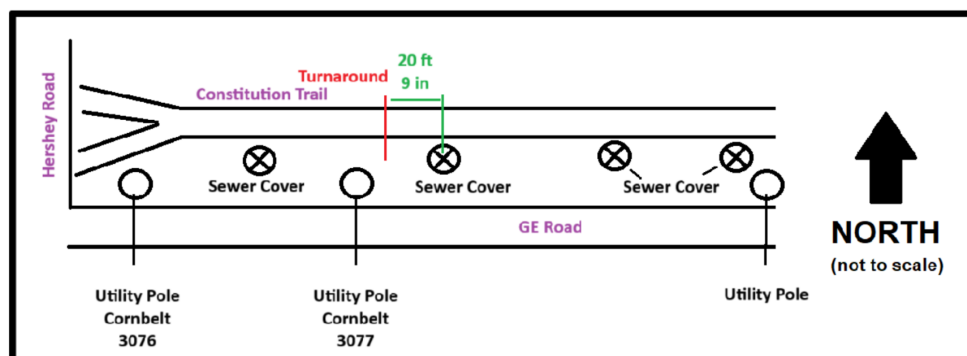 Hershey Road
Constitution Trail
Turnaround
20 ft
9 in
Sewer Cover
Sewer Cover
Sewer Cover
GE Road
Utility Pole
Cornbelt
3076
Utility Pole
Cornbelt
3077
Utility Pole
NORTH
(not to scale)